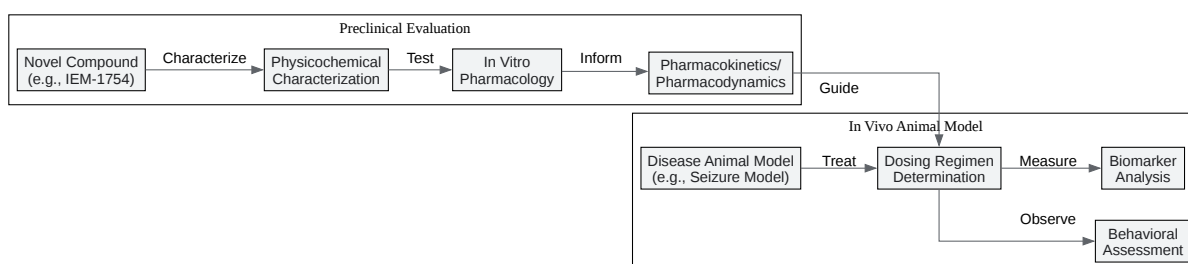 Preclinical Evaluation
Novel Compound
(e.g., IEM-1754)
Characterize
Physicochemical
Characterization
Test
In Vitro
Pharmacology
Inform
Pharmacokinetics/
Pharmacodynamics
Guide
In Vivo Animal Model
Disease Animal Model
(e.g., Seizure Model)
Treat
Dosing Regimen
Determination
Measure
Biomarker
Analysis
Observe
Behavioral
Assessment